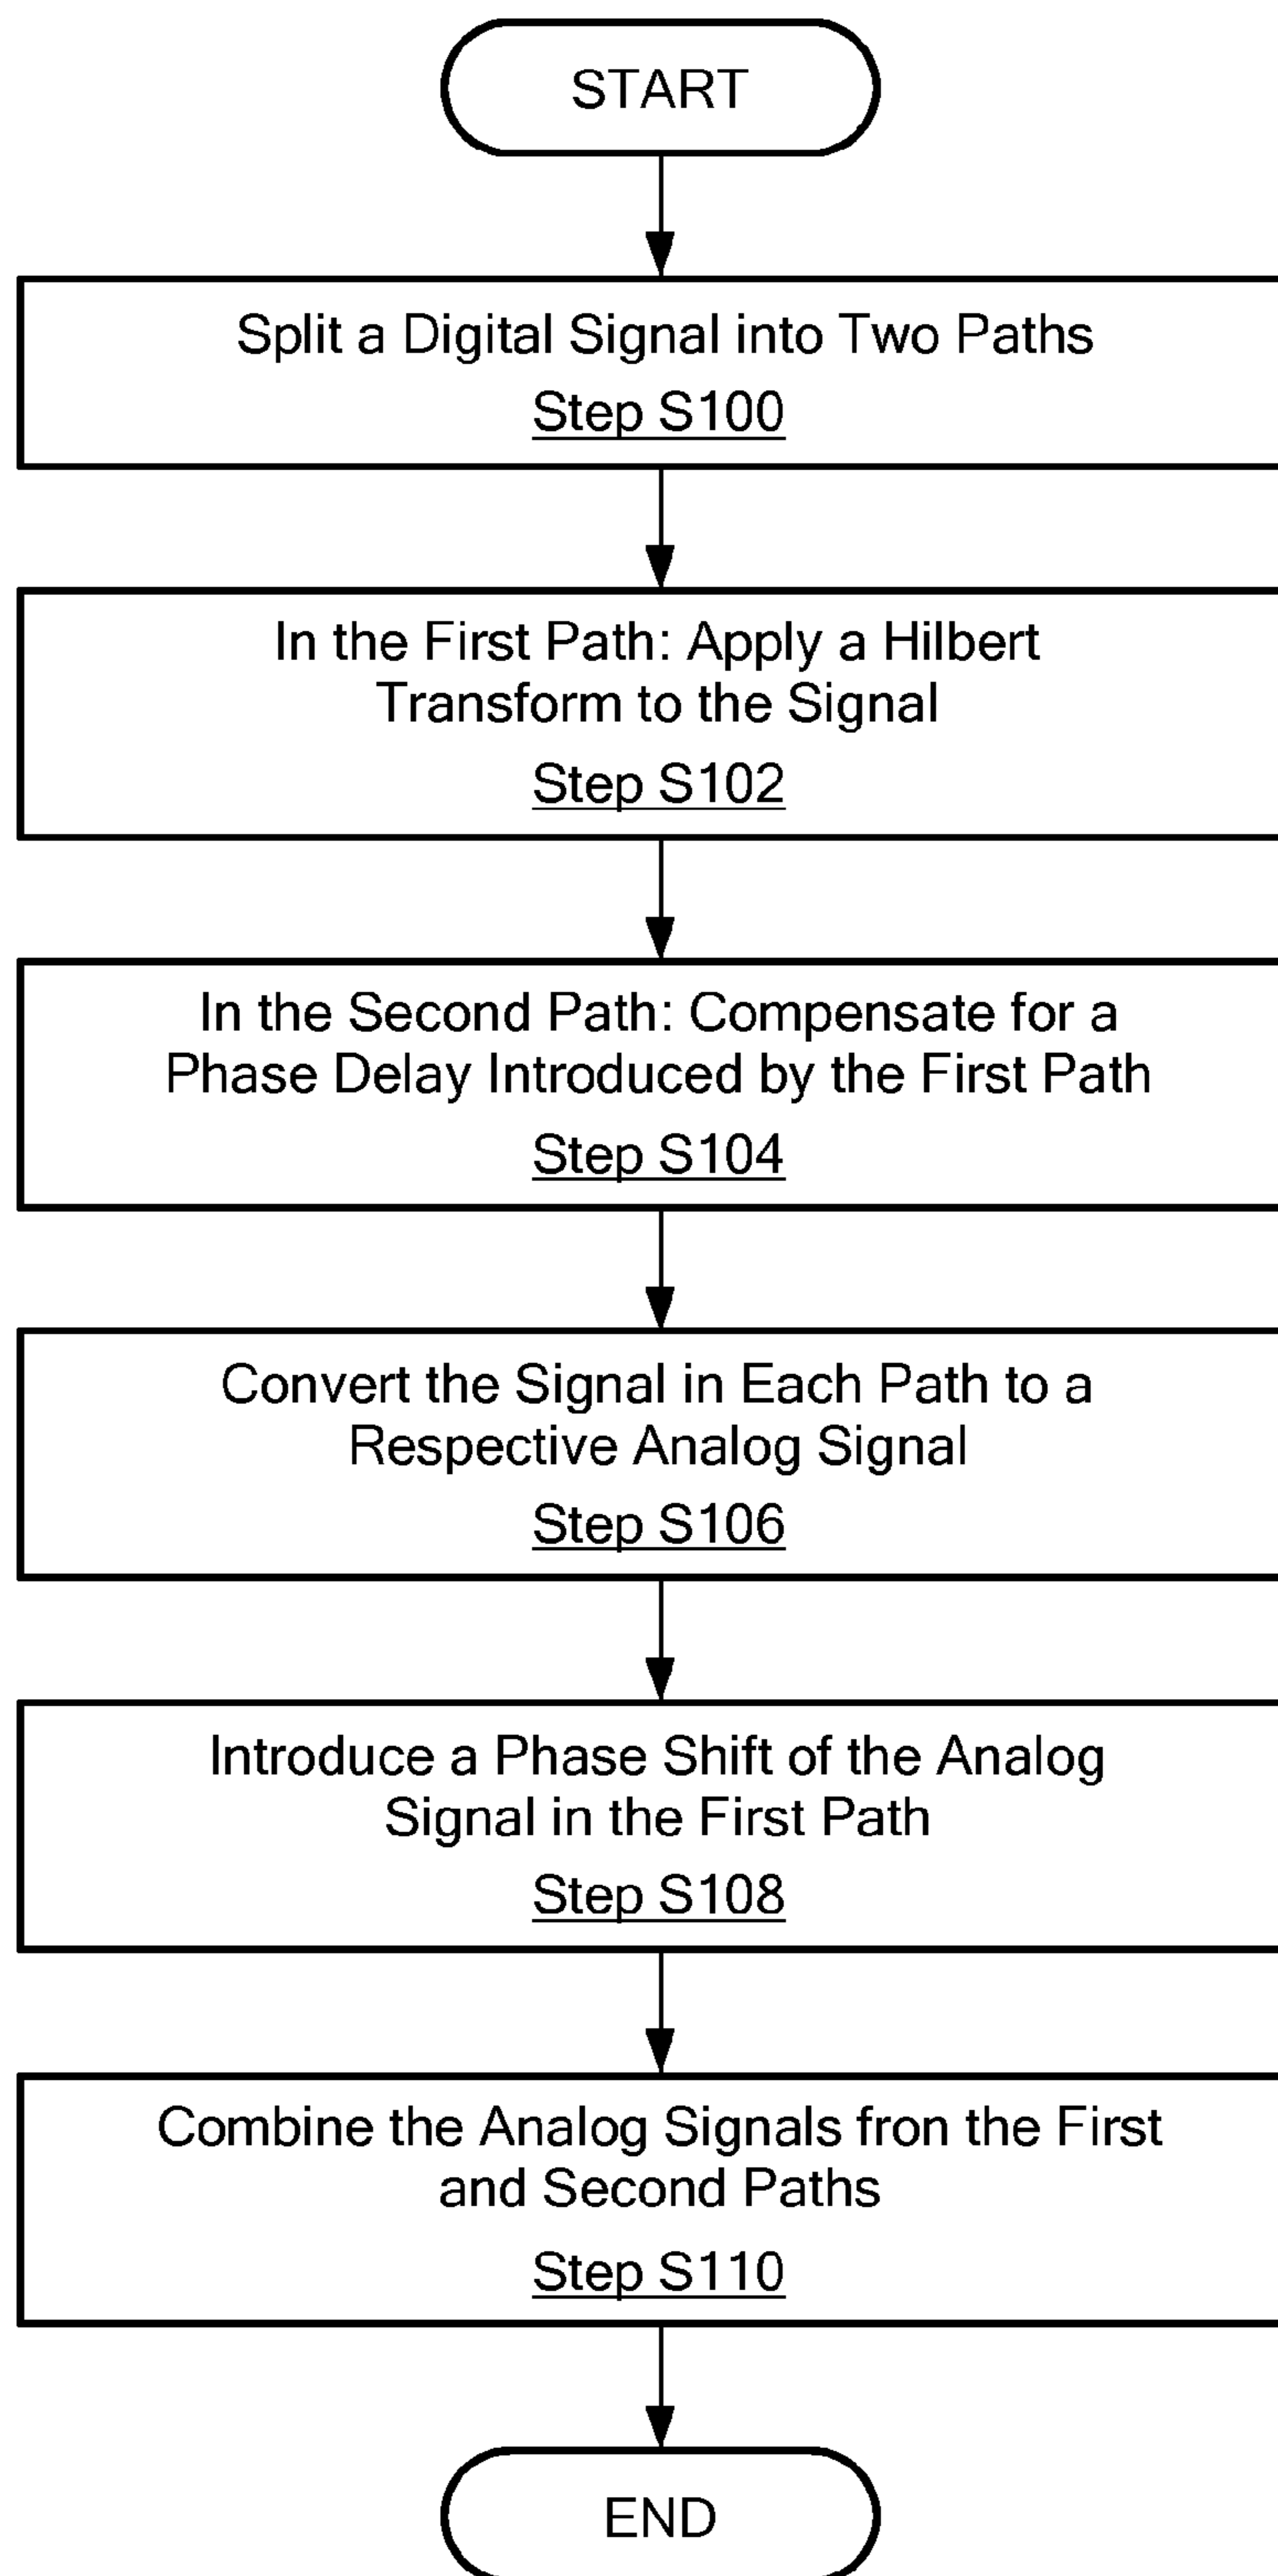 START
Split a Digital Signal into Two Paths
Step S100
In the First Path: Apply a Hilbert
Transform to the Signal
Step S102
In the Second Path: Compensate for a
Phase Delay Introduced by the First Path
Step S104
Convert the Signal in Each Path to a
Respective Analog Signal
Step S106
Introduce a Phase Shift of the Analog
Signal in the First Path
Step S108
Combine the Analog Signals fron the First
and Second Paths
Step S110
END